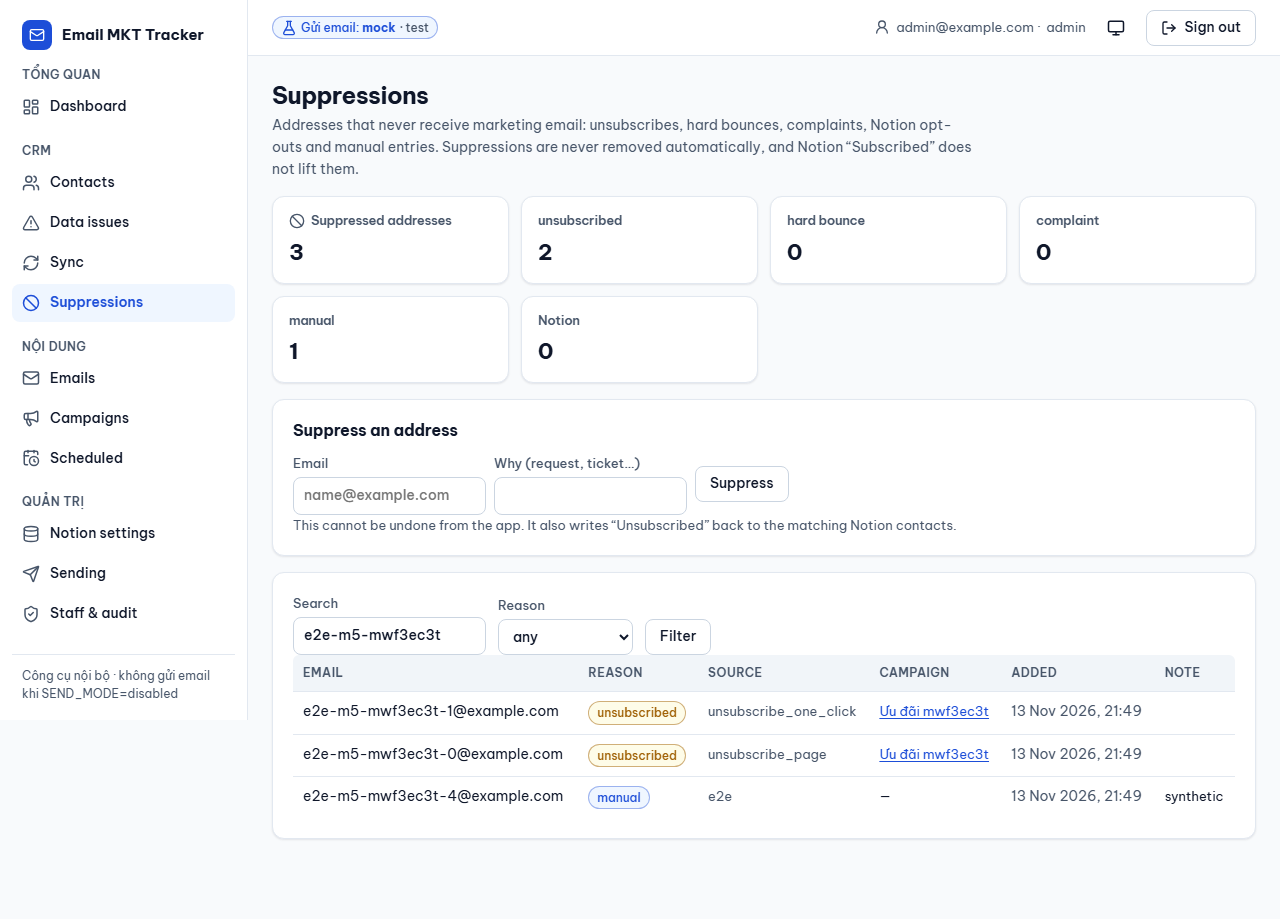 Email MKT Tracker
TỔNG QUAN
Dashboard
CRM
Contacts
Data issues
Sync
Suppressions
NỘI DUNG
Emails
Campaigns
Scheduled
QUẢN TRỊ
Notion settings
Sending
Staff & audit
Công cụ nội bộ · không gửi email
khi SEND_MODE=disabled
Gửi email: mock · test
admin@example.com · admin
Sign out
Suppressions
Addresses that never receive marketing email: unsubscribes, hard bounces, complaints, Notion opt-
outs and manual entries. Suppressions are never removed automatically, and Notion “Subscribed” does
not lift them.
Suppressed addresses
3
unsubscribed
2
hard bounce
0
complaint
0
manual
1
Notion
0
Suppress an address
Email
Why (request, ticket…)
name@example.com
Suppress
This cannot be undone from the app. It also writes “Unsubscribed” back to the matching Notion contacts.
Search
Reason
e2e-m5-mwf3ec3t
any
Filter
EMAIL REASON SOURCE CAMPAIGN ADDED NOTE
e2e-m5-mwf3ec3t-1@example.com unsubscribed unsubscribe_one_click Ưu đãi mwf3ec3t 13 Nov 2026, 21:49
e2e-m5-mwf3ec3t-0@example.com unsubscribed unsubscribe_page Ưu đãi mwf3ec3t 13 Nov 2026, 21:49
e2e-m5-mwf3ec3t-4@example.com manual e2e — 13 Nov 2026, 21:49 synthetic